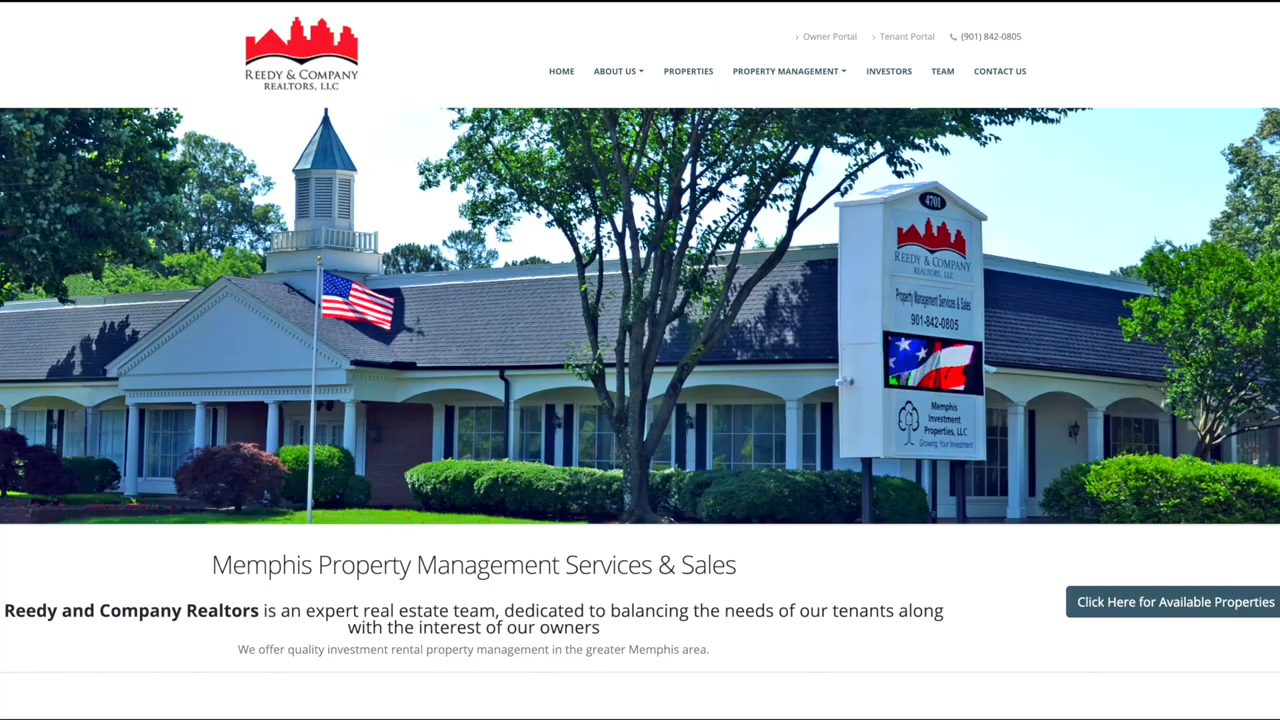 REEDY & COMPANY
REALTORS, LLC
Owner Portal
Tenant Portal
(901) 842-0805
HOME
ABOUT US
PROPERTIES
PROPERTY MANAGEMENT
INVESTORS
TEAM
CONTACT US
4701
REEDY & COMPANY
REALTORS, LLC
Property Management Services & Sales
901-842-0805
Memphis
Investment
Properties, LLC
Growing Your Investment
Memphis Property Management Services & Sales
Reedy and Company Realtors is an expert real estate team, dedicated to balancing the needs of our tenants along
with the interest of our owners
We offer quality investment rental property management in the greater Memphis area.
Click Here for Available Properties